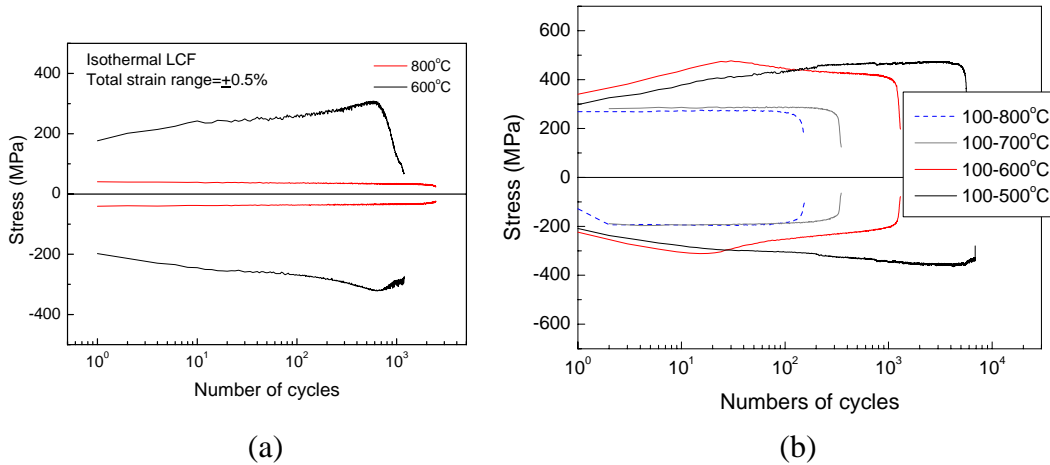 Isothermal LCF
Total strain range=±0.5%
800°C
600°C
400
200
0
-200
-400
Stress (MPa)
10⁰
10¹
10²
10³
Number of cycles
(a)
(b)
600
400
200
0
-200
-400
-600
Stress (MPa)
100-800°C
100-700°C
100-600°C
100-500°C
10⁰
10¹
10²
10³
10⁴
Numbers of cycles
(b)